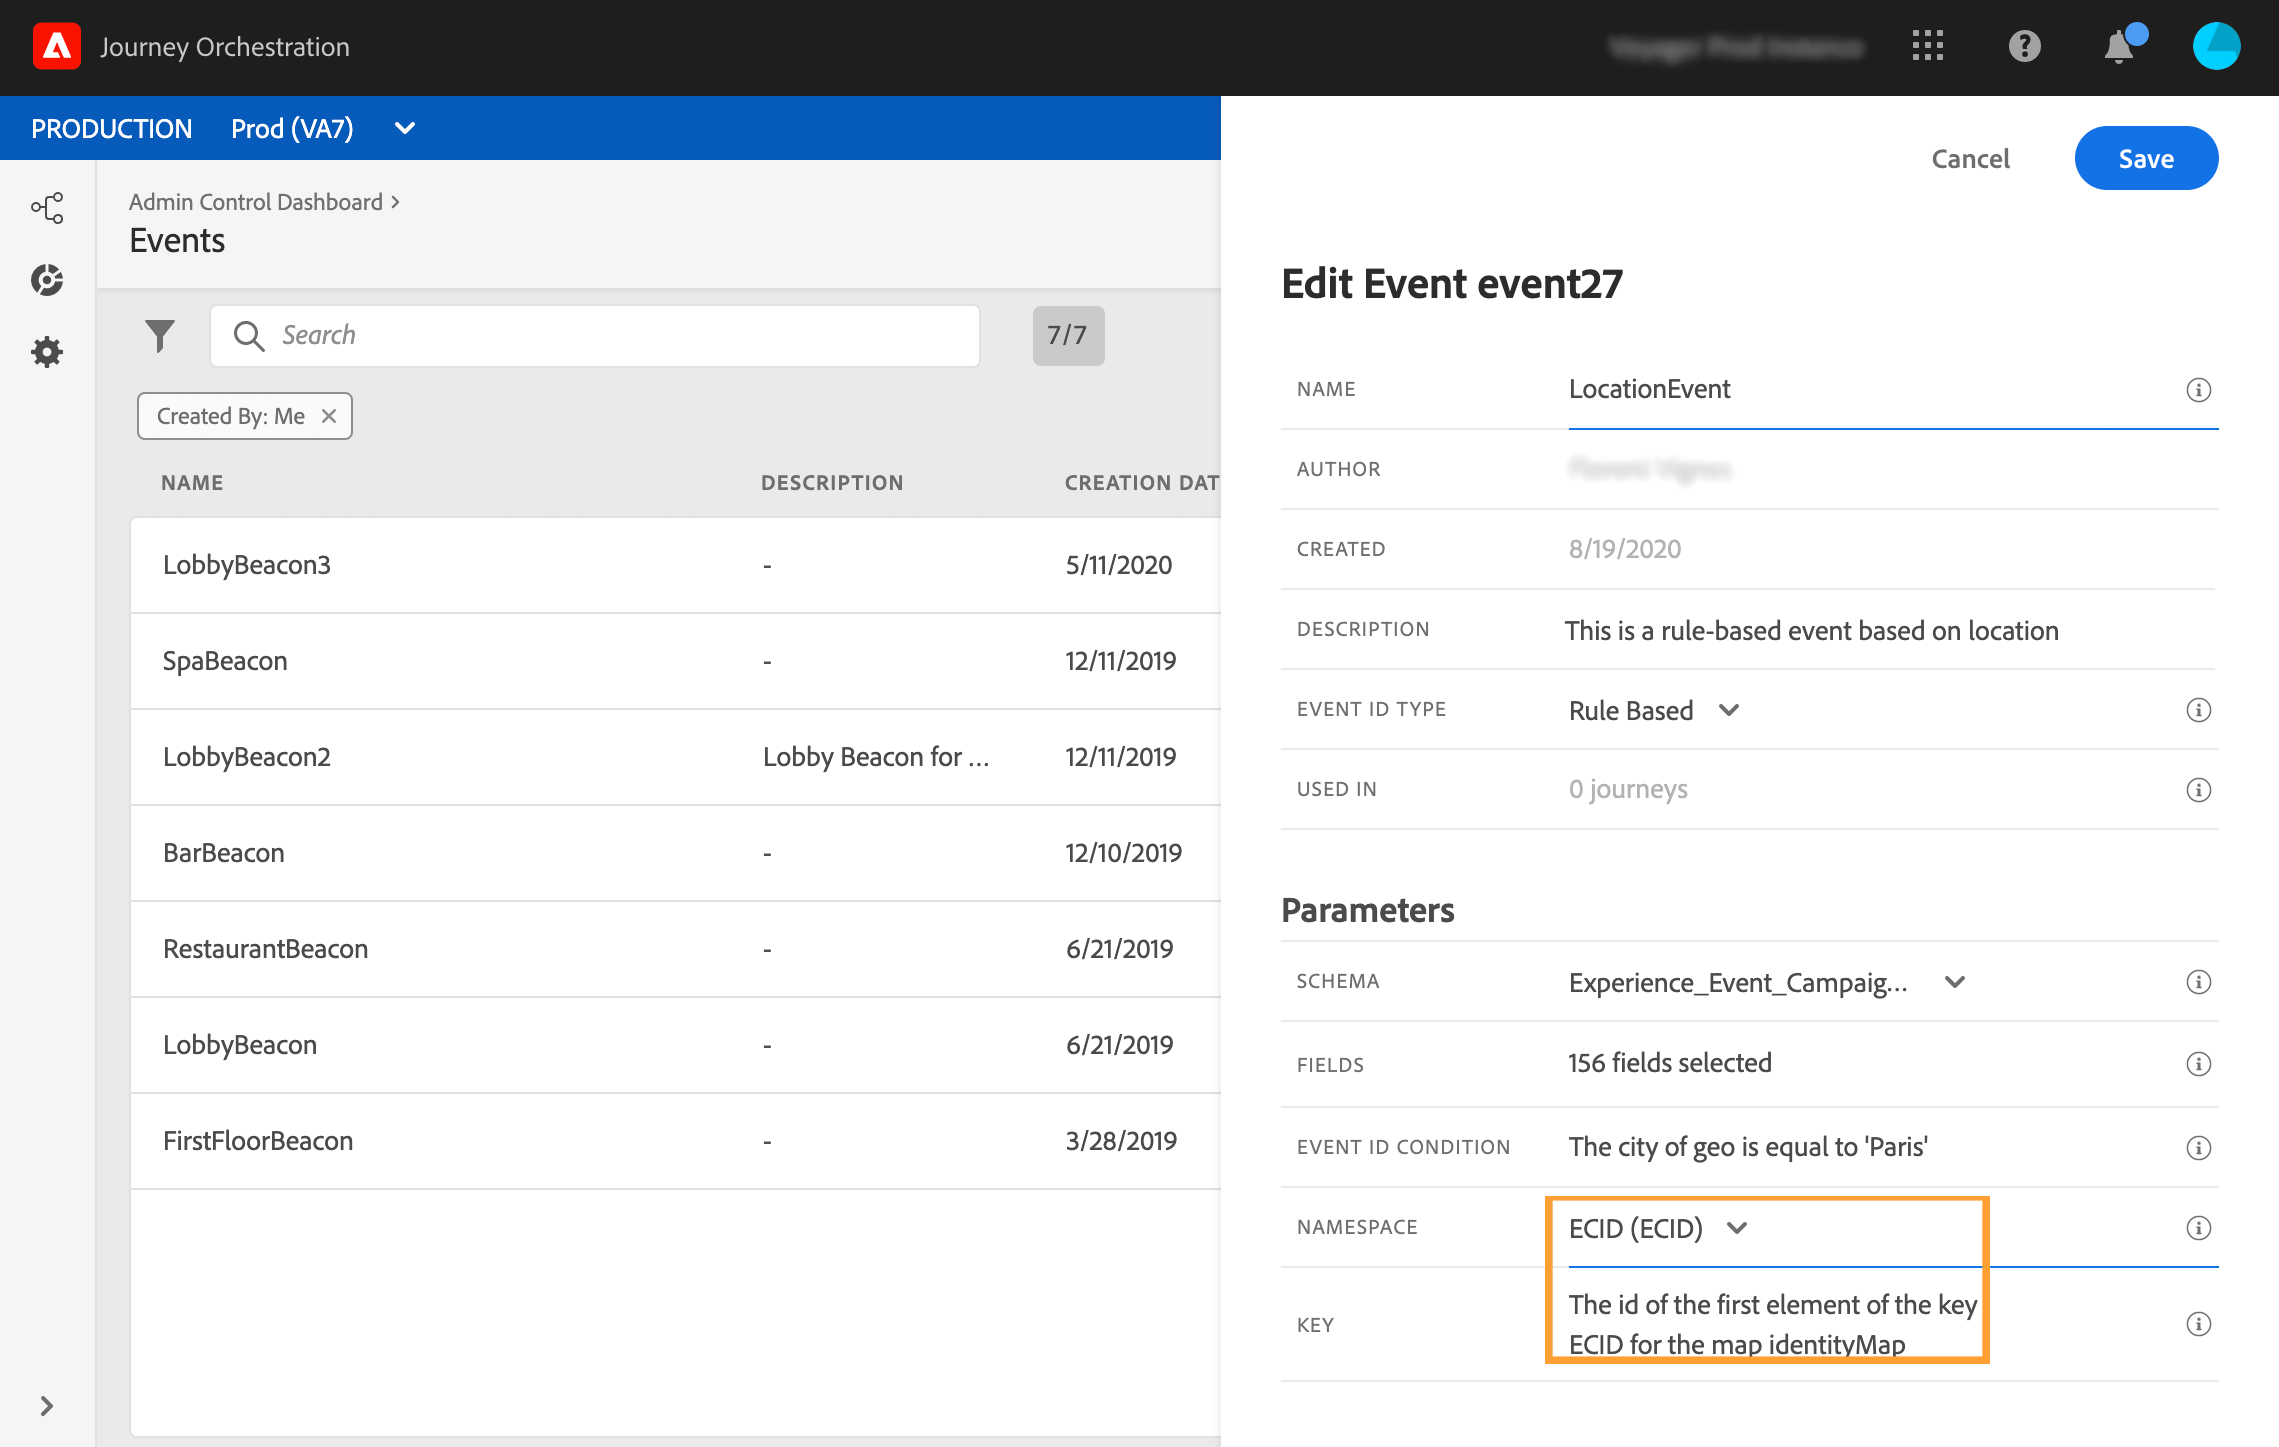 Journey Orchestration
PRODUCTION Prod (VA7)
Cancel Save
Admin Control Dashboard
Events
Search
7/7
Created By: Me
NAME DESCRIPTION CREATION DAT
LobbyBeacon3 - 5/11/2020
SpaBeacon - 12/11/2019
LobbyBeacon2 Lobby Beacon for ... 12/11/2019
BarBeacon - 12/10/2019
RestaurantBeacon - 6/21/2019
LobbyBeacon - 6/21/2019
FirstFloorBeacon - 3/28/2019
Edit Event event27
NAME LocationEvent
AUTHOR
CREATED 8/19/2020
DESCRIPTION This is a rule-based event based on location
EVENT ID TYPE Rule Based
USED IN 0 journeys
Parameters
SCHEMA Experience_Event_Campaig...
FIELDS 156 fields selected
EVENT ID CONDITION The city of geo is equal to 'Paris'
NAMESPACE ECID (ECID)
KEY The id of the first element of the key
ECID for the map identityMap